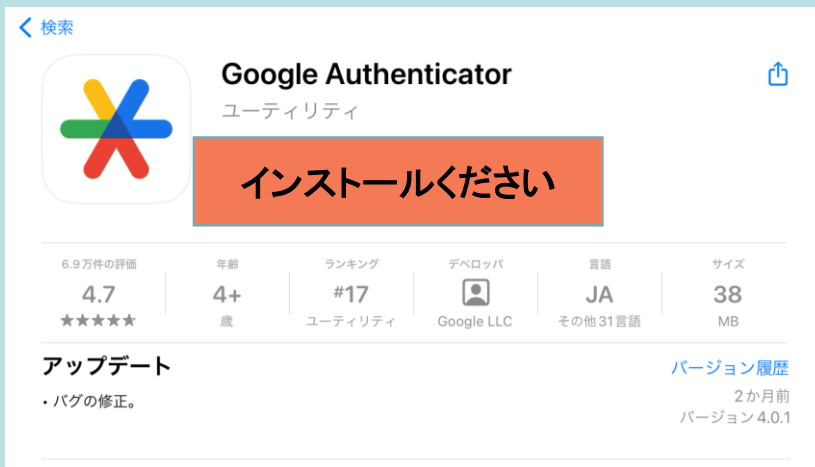 検索
Google Authenticator
ユーティリティ
インストールください
6.9万件の評価
4.7
★★★★★
年齢
4+
歳
ランキング
#17
ユーティリティ
デベロッパ
Google LLC
言語
JA
その他31言語
サイズ
38
MB
アップデート
バージョン履歴
・バグの修正。
2か月前
バージョン 4.0.1